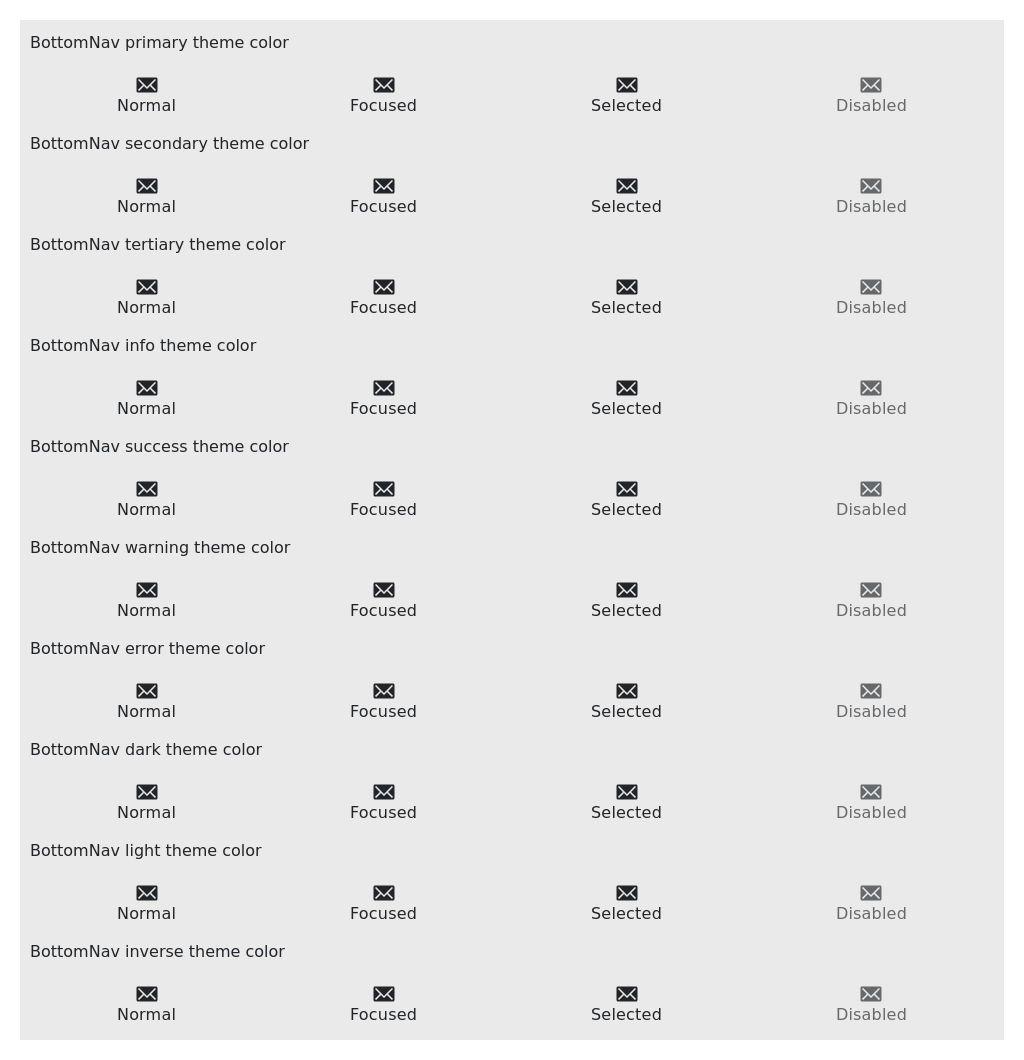 BottomNav primary theme color
Normal Focused Selected Disabled
BottomNav secondary theme color
Normal Focused Selected Disabled
BottomNav tertiary theme color
Normal Focused Selected Disabled
BottomNav info theme color
Normal Focused Selected Disabled
BottomNav success theme color
Normal Focused Selected Disabled
BottomNav warning theme color
Normal Focused Selected Disabled
BottomNav error theme color
Normal Focused Selected Disabled
BottomNav dark theme color
Normal Focused Selected Disabled
BottomNav light theme color
Normal Focused Selected Disabled
BottomNav inverse theme color
Normal Focused Selected Disabled